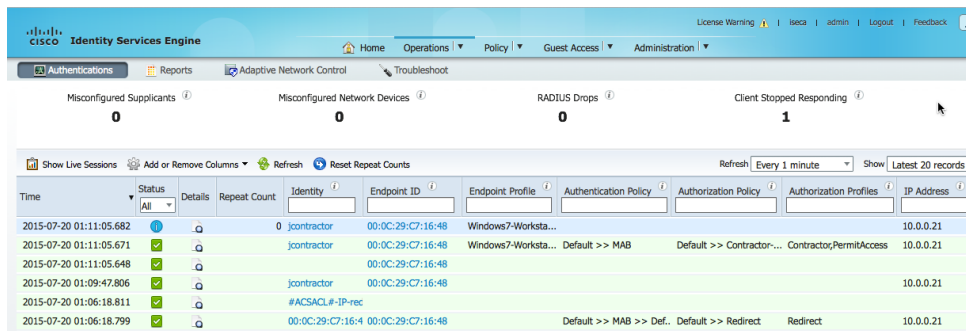 License Warning | iseca | admin | Logout | Feedback
cisco Identity Services Engine
Home Operations | Policy | Guest Access | Administration |
Authentications Reports Adaptive Network Control Troubleshoot
Misconfigured Supplicants Misconfigured Network Devices RADIUS Drops Client Stopped Responding
0 0 0 1
Show Live Sessions Add or Remove Columns Refresh Reset Repeat Counts Refresh Every 1 minute Show Latest 20 records
Time Status Details Repeat Count Identity Endpoint ID Endpoint Profile Authentication Policy Authorization Policy Authorization Profiles IP Address
All
2015-07-20 01:11:05.682 0 jcontractor 00:0C:29:C7:16:48 Windows7-Worksta... 10.0.0.21
2015-07-20 01:11:05.671 jcontractor 00:0C:29:C7:16:48 Windows7-Worksta... Default >> MAB Default >> Contractor-... Contractor,PermitAccess 10.0.0.21
2015-07-20 01:11:05.648 00:0C:29:C7:16:48
2015-07-20 01:09:47.806 jcontractor 00:0C:29:C7:16:48 10.0.0.21
2015-07-20 01:06:18.811 #ACSACL#-IP-rec
2015-07-20 01:06:18.799 00:0C:29:C7:16:4 00:0C:29:C7:16:48 Default >> MAB >> Def.. Default >> Redirect Redirect 10.0.0.21